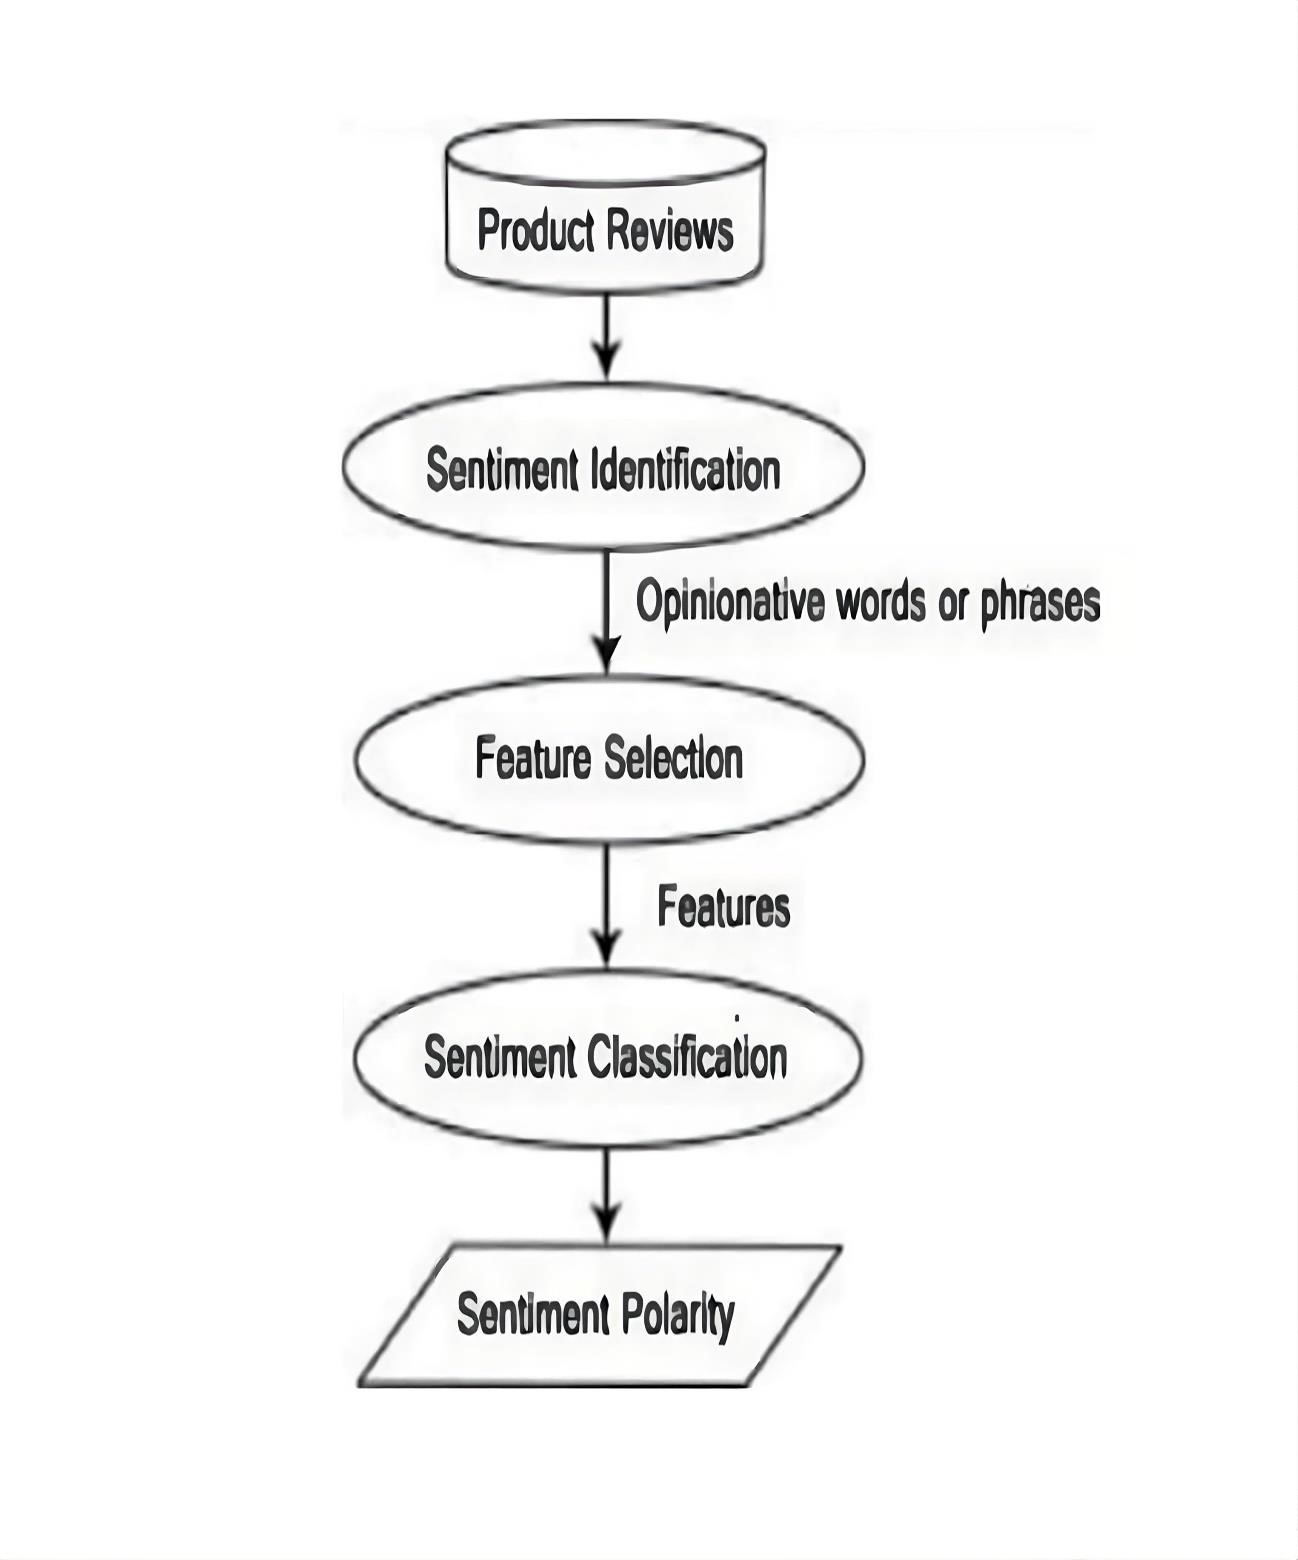 Product Reviews
Sentiment Identification
Opinionative words or phrases
Feature Selection
Features
Sentiment Classification
Sentiment Polarity